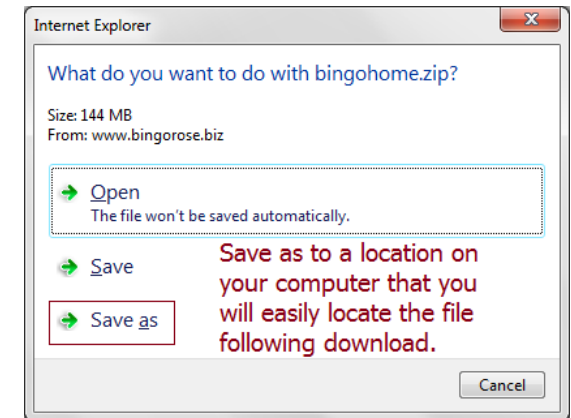 Internet Explorer
X
What do you want to do with bingohome.zip?
Size: 144 MB
From: www.bingorose.biz
Open
The file won't be saved automatically.
Save
Save as
Save as to a location on
your computer that you
will easily locate the file
following download.
Cancel